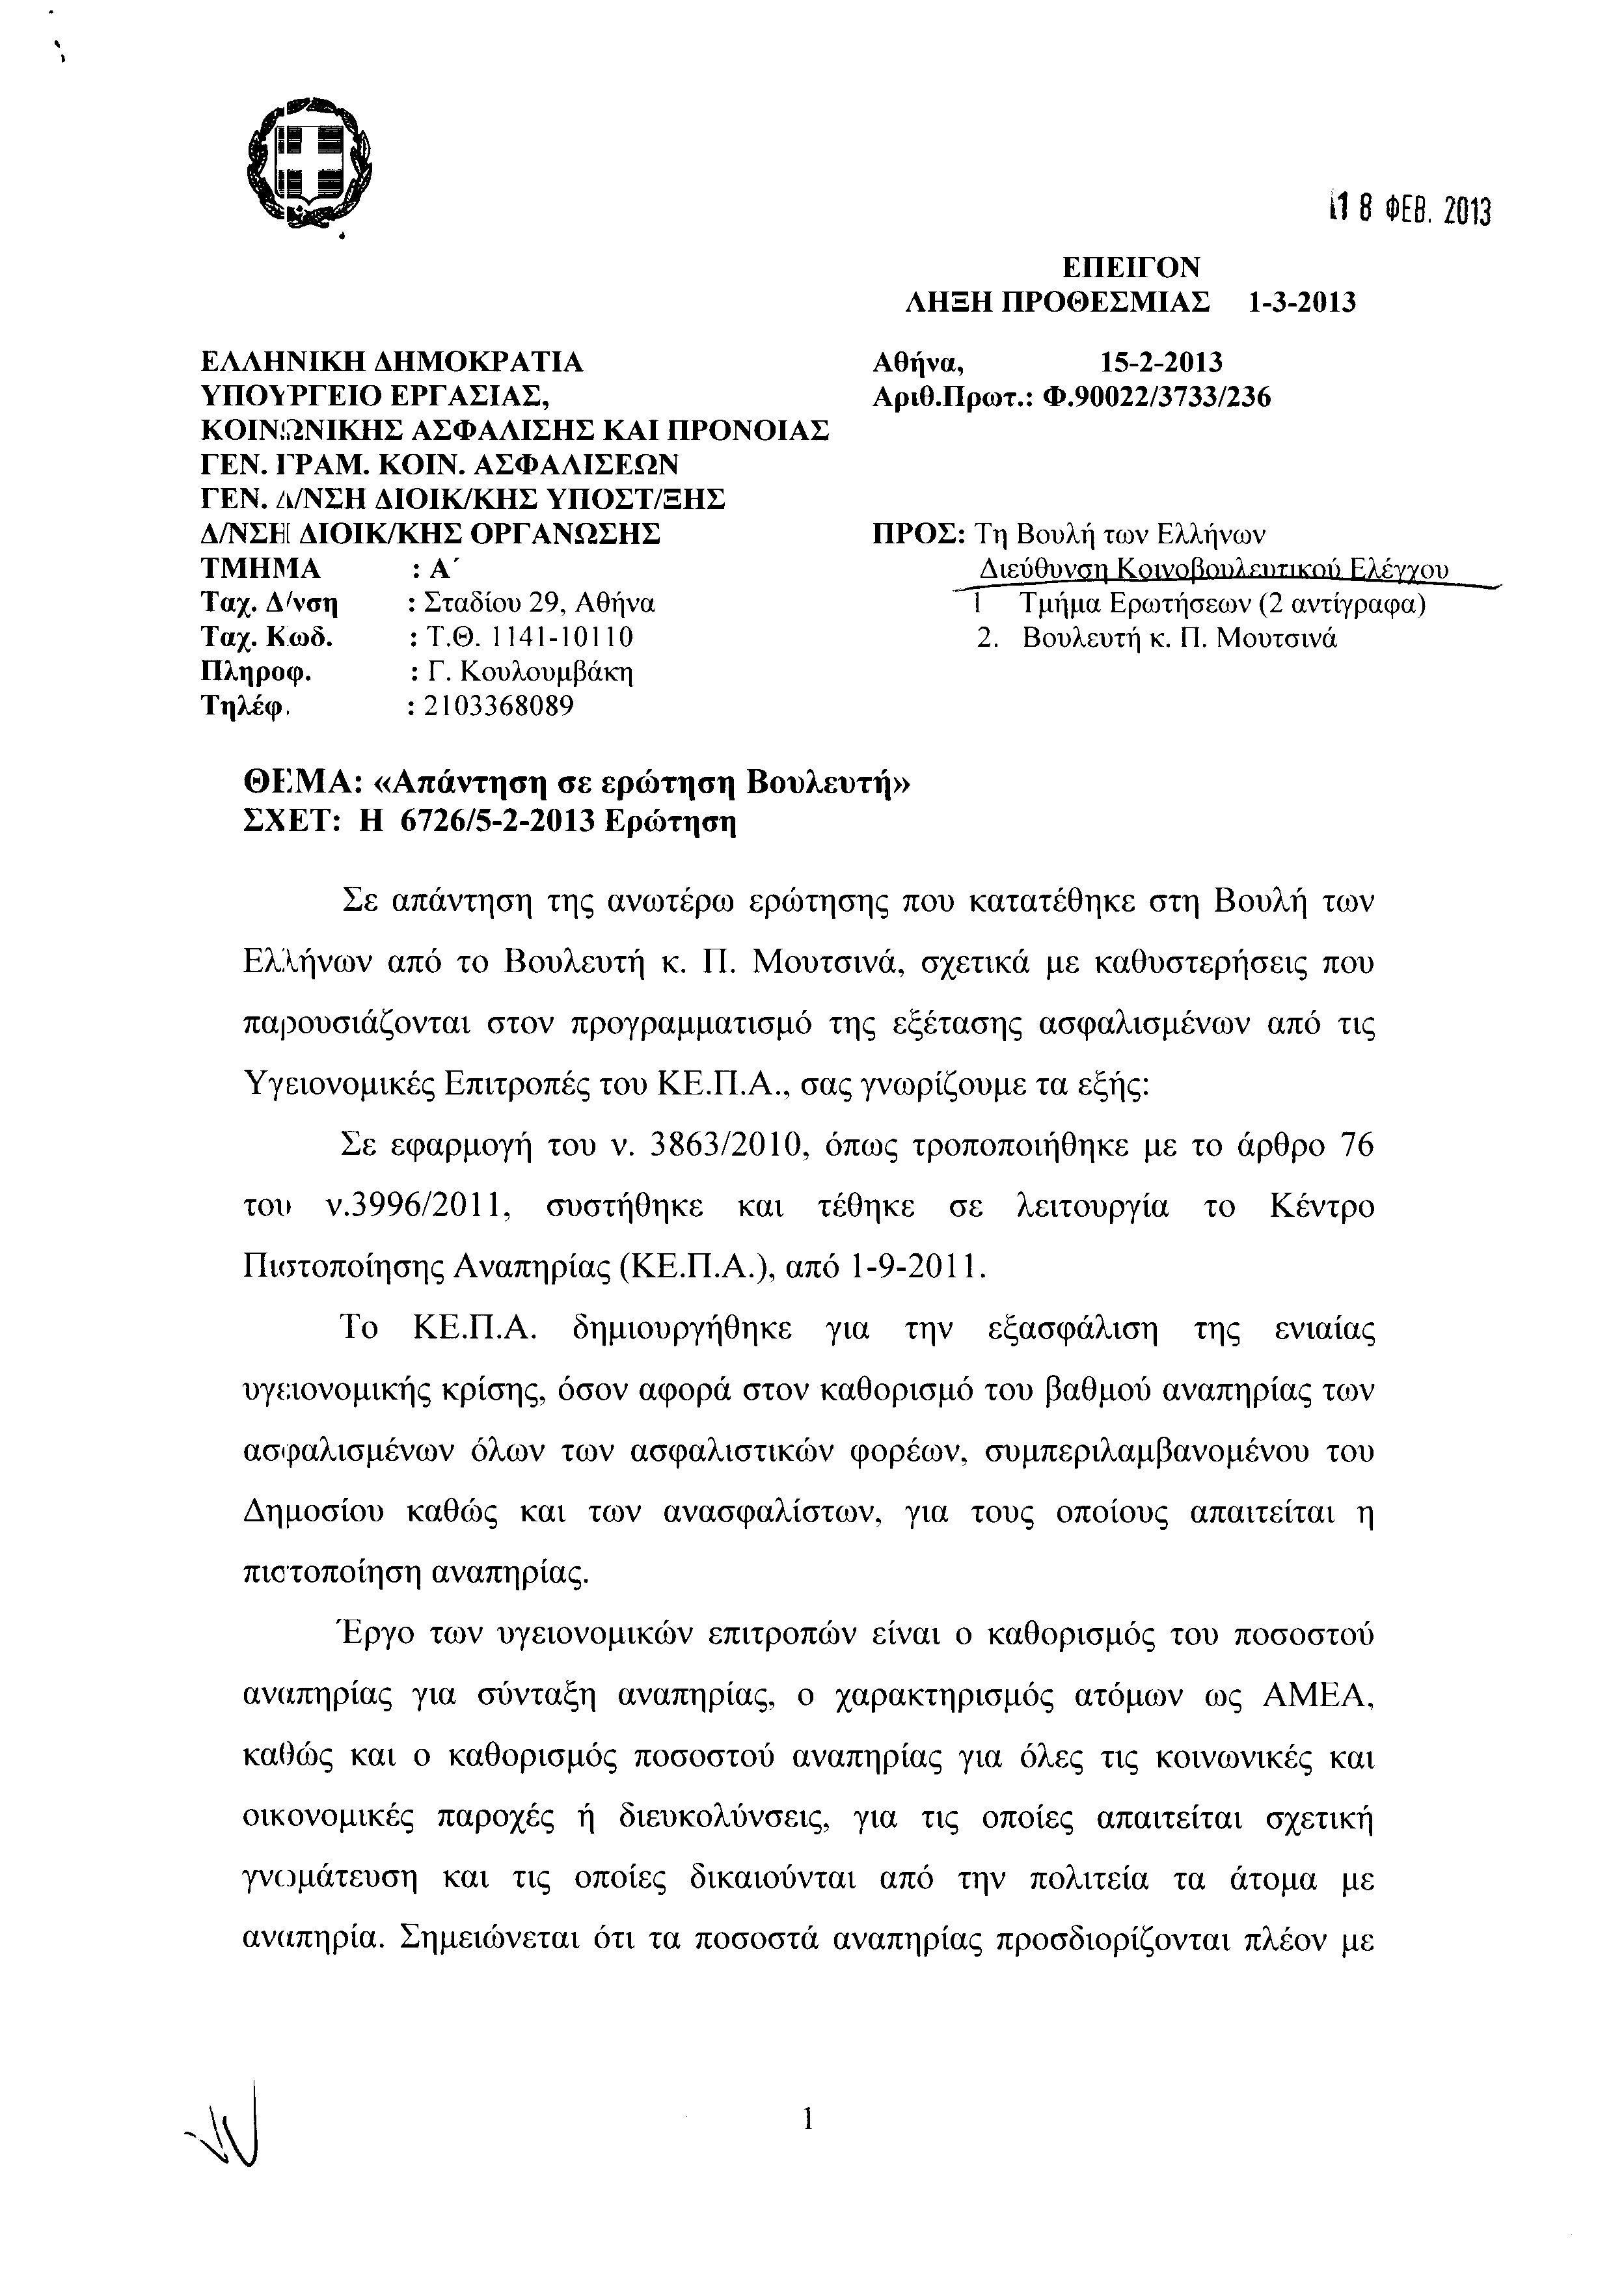 18 ΦΕΒ. 2013
ΕΠΕΙΓΟΝ
ΛΗΞΗ ΠΡΟΘΕΣΜΙΑΣ 1-3-2013
ΕΛΛΗΝΙΚΗ ΔΗΜΟΚΡΑΤΙΑ
ΥΠΟΥΡΓΕΙΟ ΕΡΓΑΣΙΑΣ,
ΚΟΙΝΩΝΙΚΗΣ ΑΣΦΑΛΙΣΗΣ ΚΑΙ ΠΡΟΝΟΙΑΣ
ΓΕΝ. ΓΡΑΜ. ΚΟΙΝ. ΑΣΦΑΛΙΣΕΩΝ
ΓΕΝ. Δ/ΝΣΗ ΔΙΟΙΚ/ΚΗΣ ΥΠΟΣΤ/ΞΗΣ
Δ/ΝΣΗ ΔΙΟΙΚ/ΚΗΣ ΟΡΓΑΝΩΣΗΣ
ΤΜΗΜΑ : Α΄
Ταχ. Δ/νση : Σταδίου 29, Αθήνα
Ταχ. Κωδ. : Τ.Θ. 1141-10110
Πληροφ. : Γ. Κουλουμβάκη
Τηλέφ. : 2103368089
Αθήνα, 15-2-2013
Αριθ.Πρωτ.: Φ.90022/3733/236
ΠΡΟΣ: Τη Βουλή των Ελλήνων
Διεύθυνση Κοινοβουλευτικού Ελέγχου
1 Τμήμα Ερωτήσεων (2 αντίγραφα)
2. Βουλευτή κ. Π. Μουτσινά
ΘΕΜΑ: «Απάντηση σε ερώτηση Βουλευτή»
ΣΧΕΤ: Η 6726/5-2-2013 Ερώτηση
Σε απάντηση της ανωτέρω ερώτησης που κατατέθηκε στη Βουλή των
Ελλήνων από το Βουλευτή κ. Π. Μουτσινά, σχετικά με καθυστερήσεις που
παρουσιάζονται στον προγραμματισμό της εξέτασης ασφαλισμένων από τις
Υγειονομικές Επιτροπές του ΚΕ.Π.Α., σας γνωρίζουμε τα εξής:
Σε εφαρμογή του ν. 3863/2010, όπως τροποποιήθηκε με το άρθρο 76
του ν.3996/2011, συστήθηκε και τέθηκε σε λειτουργία το Κέντρο
Πιστοποίησης Αναπηρίας (ΚΕ.Π.Α.), από 1-9-2011.
Το ΚΕ.Π.Α. δημιουργήθηκε για την εξασφάλιση της ενιαίας
υγειονομικής κρίσης, όσον αφορά στον καθορισμό του βαθμού αναπηρίας των
ασφαλισμένων όλων των ασφαλιστικών φορέων, συμπεριλαμβανομένου του
Δημοσίου καθώς και των ανασφαλίστων, για τους οποίους απαιτείται η
πιστοποίηση αναπηρίας.
Έργο των υγειονομικών επιτροπών είναι ο καθορισμός του ποσοστού
αναπηρίας για σύνταξη αναπηρίας, ο χαρακτηρισμός ατόμων ως ΑΜΕΑ,
καθώς και ο καθορισμός ποσοστού αναπηρίας για όλες τις κοινωνικές και
οικονομικές παροχές ή διευκολύνσεις, για τις οποίες απαιτείται σχετική
γνωμάτευση και τις οποίες δικαιούνται από την πολιτεία τα άτομα με
αναπηρία. Σημειώνεται ότι τα ποσοστά αναπηρίας προσδιορίζονται πλέον με
1